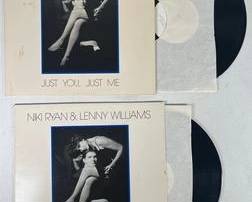 JUST YOU, JUST ME
NIKI RYAN & LENNY WILLIAMS